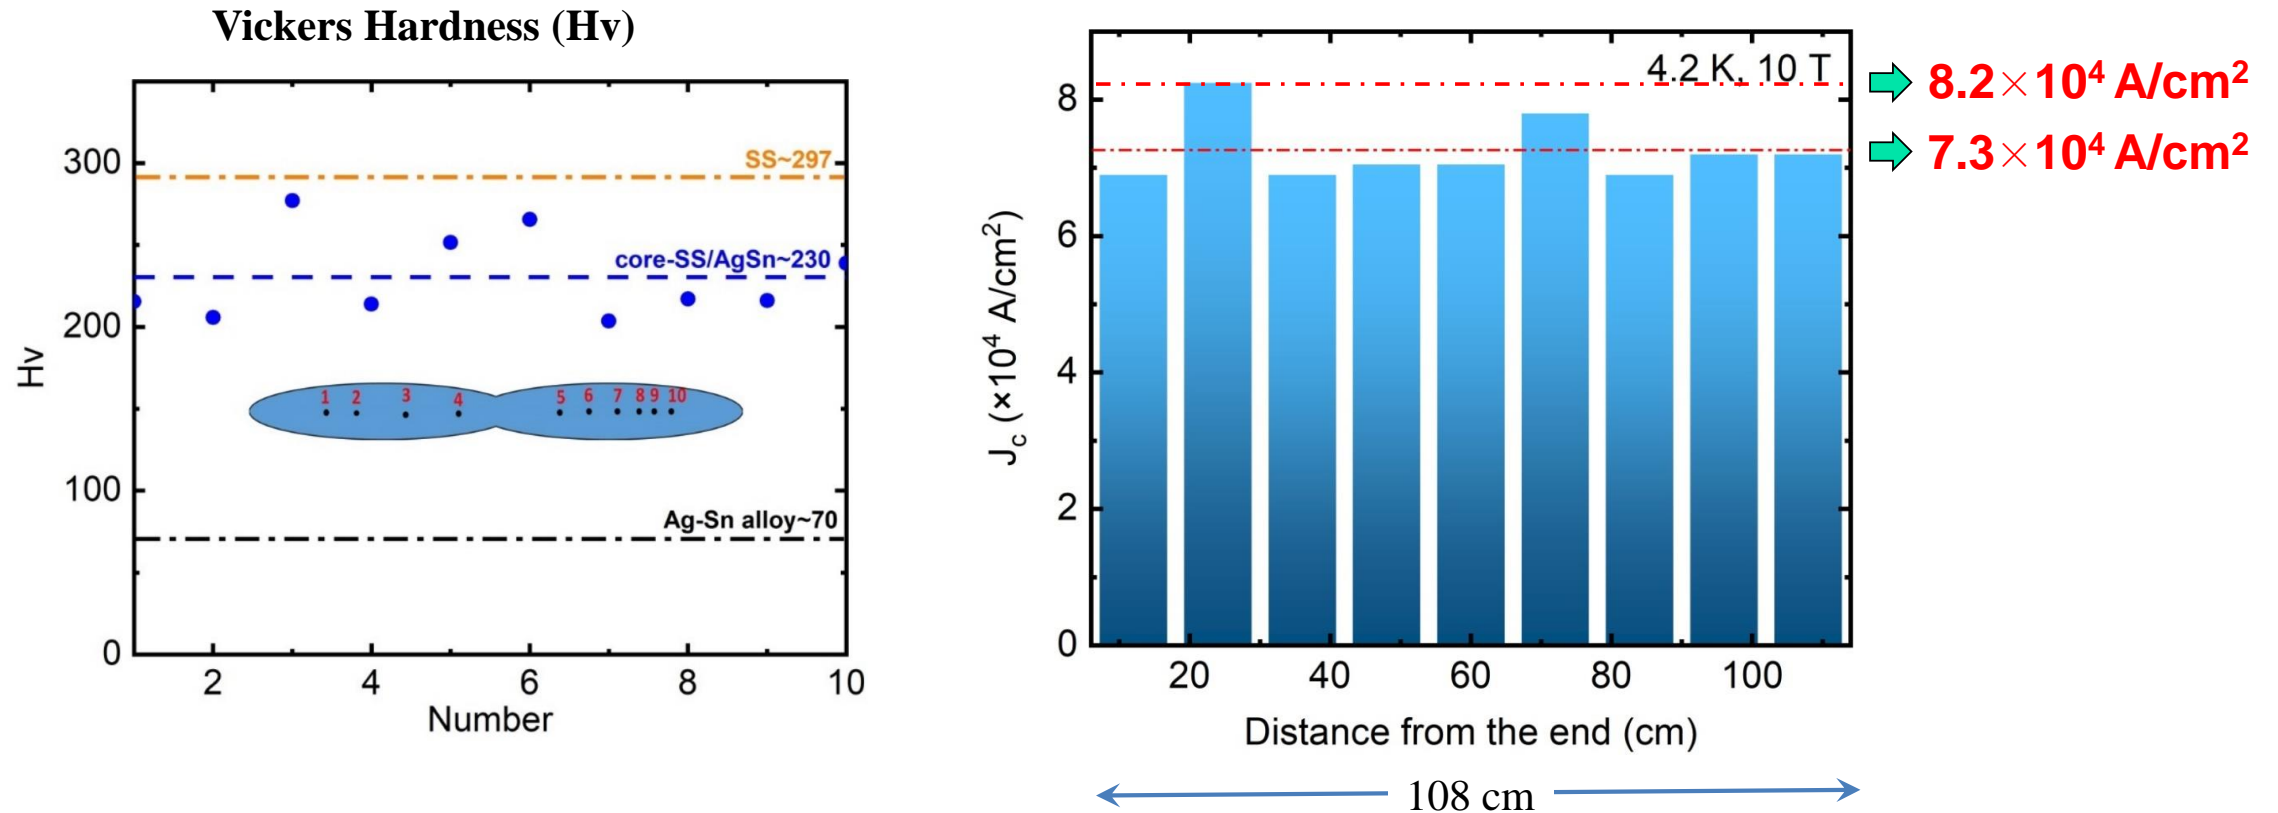 Vickers Hardness (Hv)
Hv
300
200
100
0
SS~297
core-SS/AgSn~230
1 2 3 4 5 6 7 8 9 10
Ag-Sn alloy~70
2 4 6 8 10
Number
J_c (×10⁴ A/cm²)
8
6
4
2
0
4.2 K, 10 T
8.2×10⁴ A/cm²
7.3×10⁴ A/cm²
20 40 60 80 100
Distance from the end (cm)
108 cm